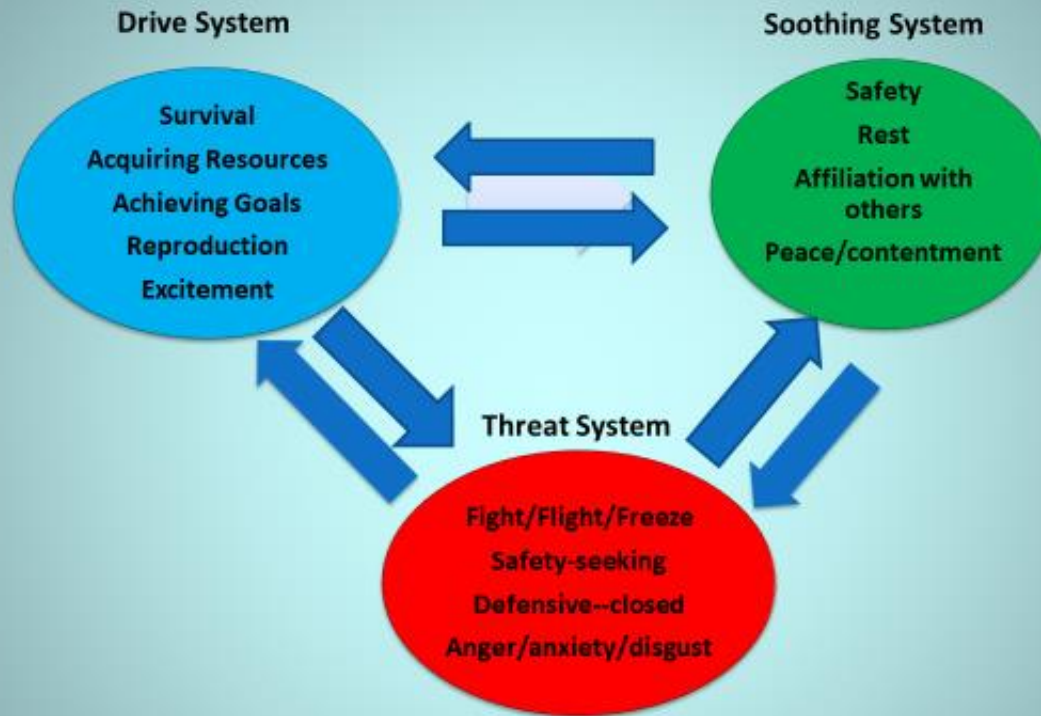 Drive System
Survival
Acquiring Resources
Achieving Goals
Reproduction
Excitement
Soothing System
Safety
Rest
Affiliation with
others
Peace/contentment
Threat System
Fight/Flight/Freeze
Safety-seeking
Defensive--closed
Anger/anxiety/disgust